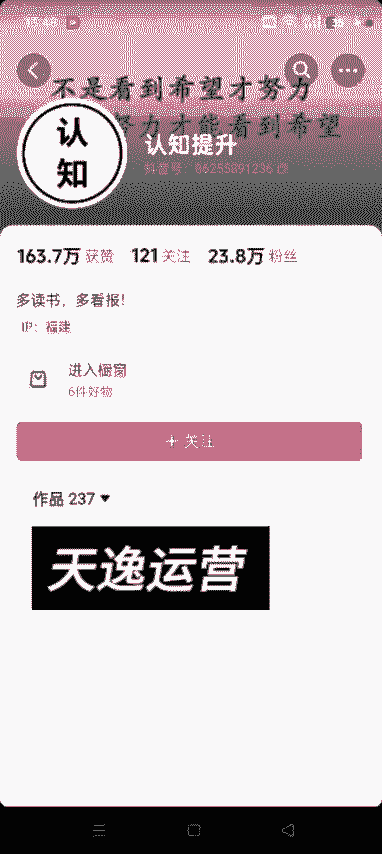 不是看到希望才努力
努力才能看到希望
认
知
认知提升
抖音号：86255891236
163.7万 获赞 121 关注 23.8万 粉丝
多读书，多看报！
IP：福建
进入橱窗
6件好物
+ 关注
作品 237
天逸运营